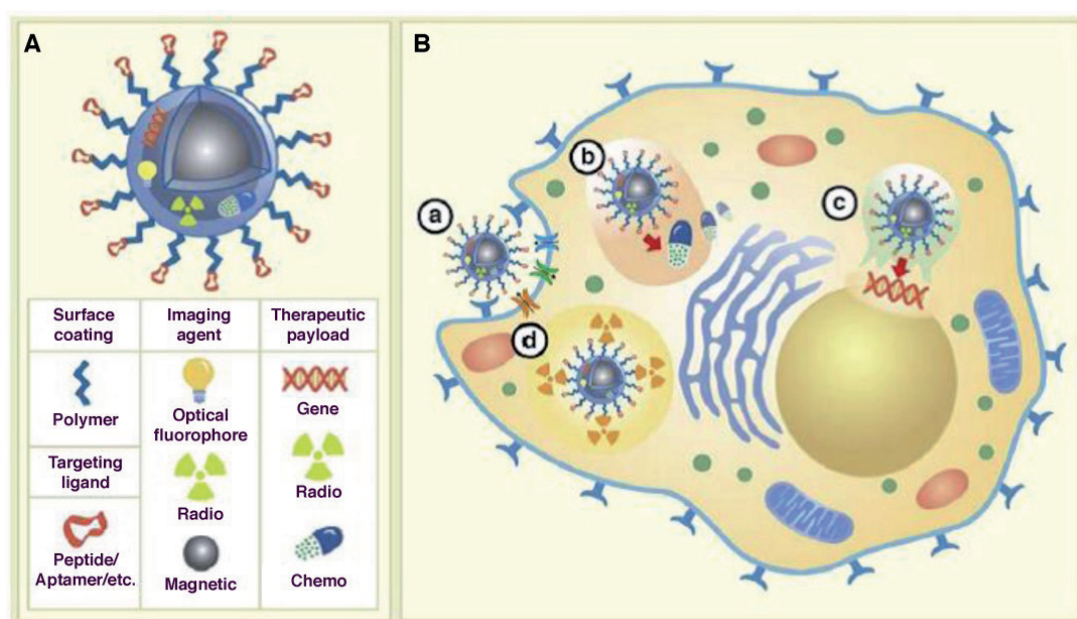 A
Surface
coating
Imaging
agent
Therapeutic
payload
Polymer
Targeting
ligand
Peptide/
Aptamer/etc.
Optical
fluorophore
Radio
Magnetic
Gene
Radio
Chemo
B
a
b
c
d